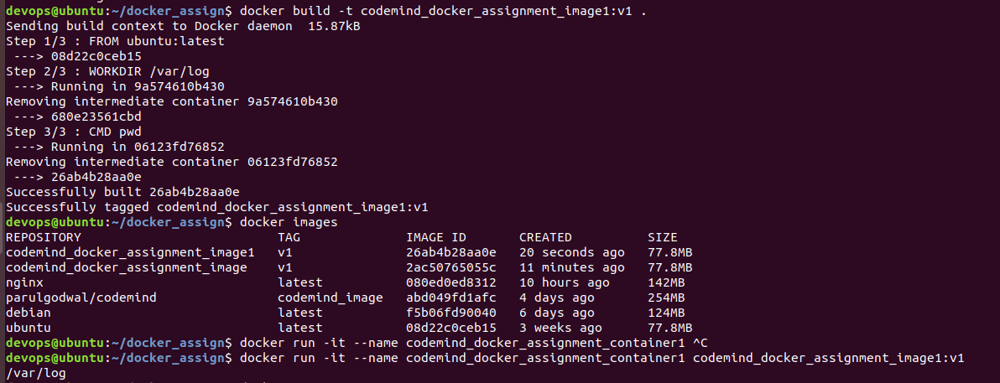 devops@ubuntu:~/docker_assign$ docker build -t codemind_docker_assignment_image1:v1 .
Sending build context to Docker daemon  15.87kB
Step 1/3 : FROM ubuntu:latest
 ---> 08d22c0ceb15
Step 2/3 : WORKDIR /var/log
 ---> Running in 9a574610b430
Removing intermediate container 9a574610b430
 ---> 680e23561cbd
Step 3/3 : CMD pwd
 ---> Running in 06123fd76852
Removing intermediate container 06123fd76852
 ---> 26ab4b28aa0e
Successfully built 26ab4b28aa0e
Successfully tagged codemind_docker_assignment_image1:v1
devops@ubuntu:~/docker_assign$ docker images
REPOSITORY                          TAG              IMAGE ID       CREATED          SIZE
codemind_docker_assignment_image1   v1               26ab4b28aa0e   20 seconds ago   77.8MB
codemind_docker_assignment_image    v1               2ac50765055c   11 minutes ago   77.8MB
nginx                               latest           080ed0ed8312   10 hours ago     142MB
parulgodwal/codemind                codemind_image   abd049fd1afc   4 days ago       254MB
debian                              latest           f5b06fd90040   6 days ago       124MB
ubuntu                              latest           08d22c0ceb15   3 weeks ago      77.8MB
devops@ubuntu:~/docker_assign$ docker run -it --name codemind_docker_assignment_container1 ^C
devops@ubuntu:~/docker_assign$ docker run -it --name codemind_docker_assignment_container1 codemind_docker_assignment_image1:v1
/var/log